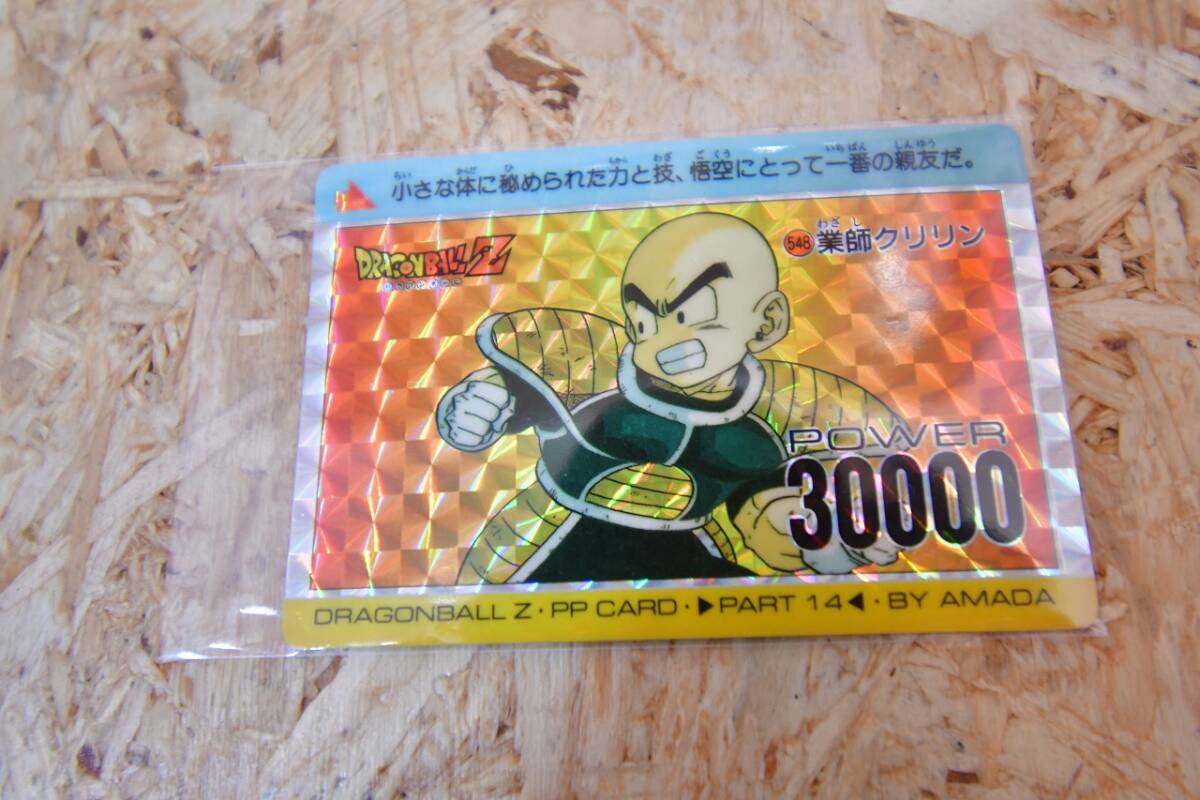 小さな体に秘められた力と技、悟空にとって一番の親友だ。
DRAGONBALL Z
548 業師クリリン
POWER
30000
DRAGONBALL Z・PP CARD・▶PART 14◀・BY AMADA